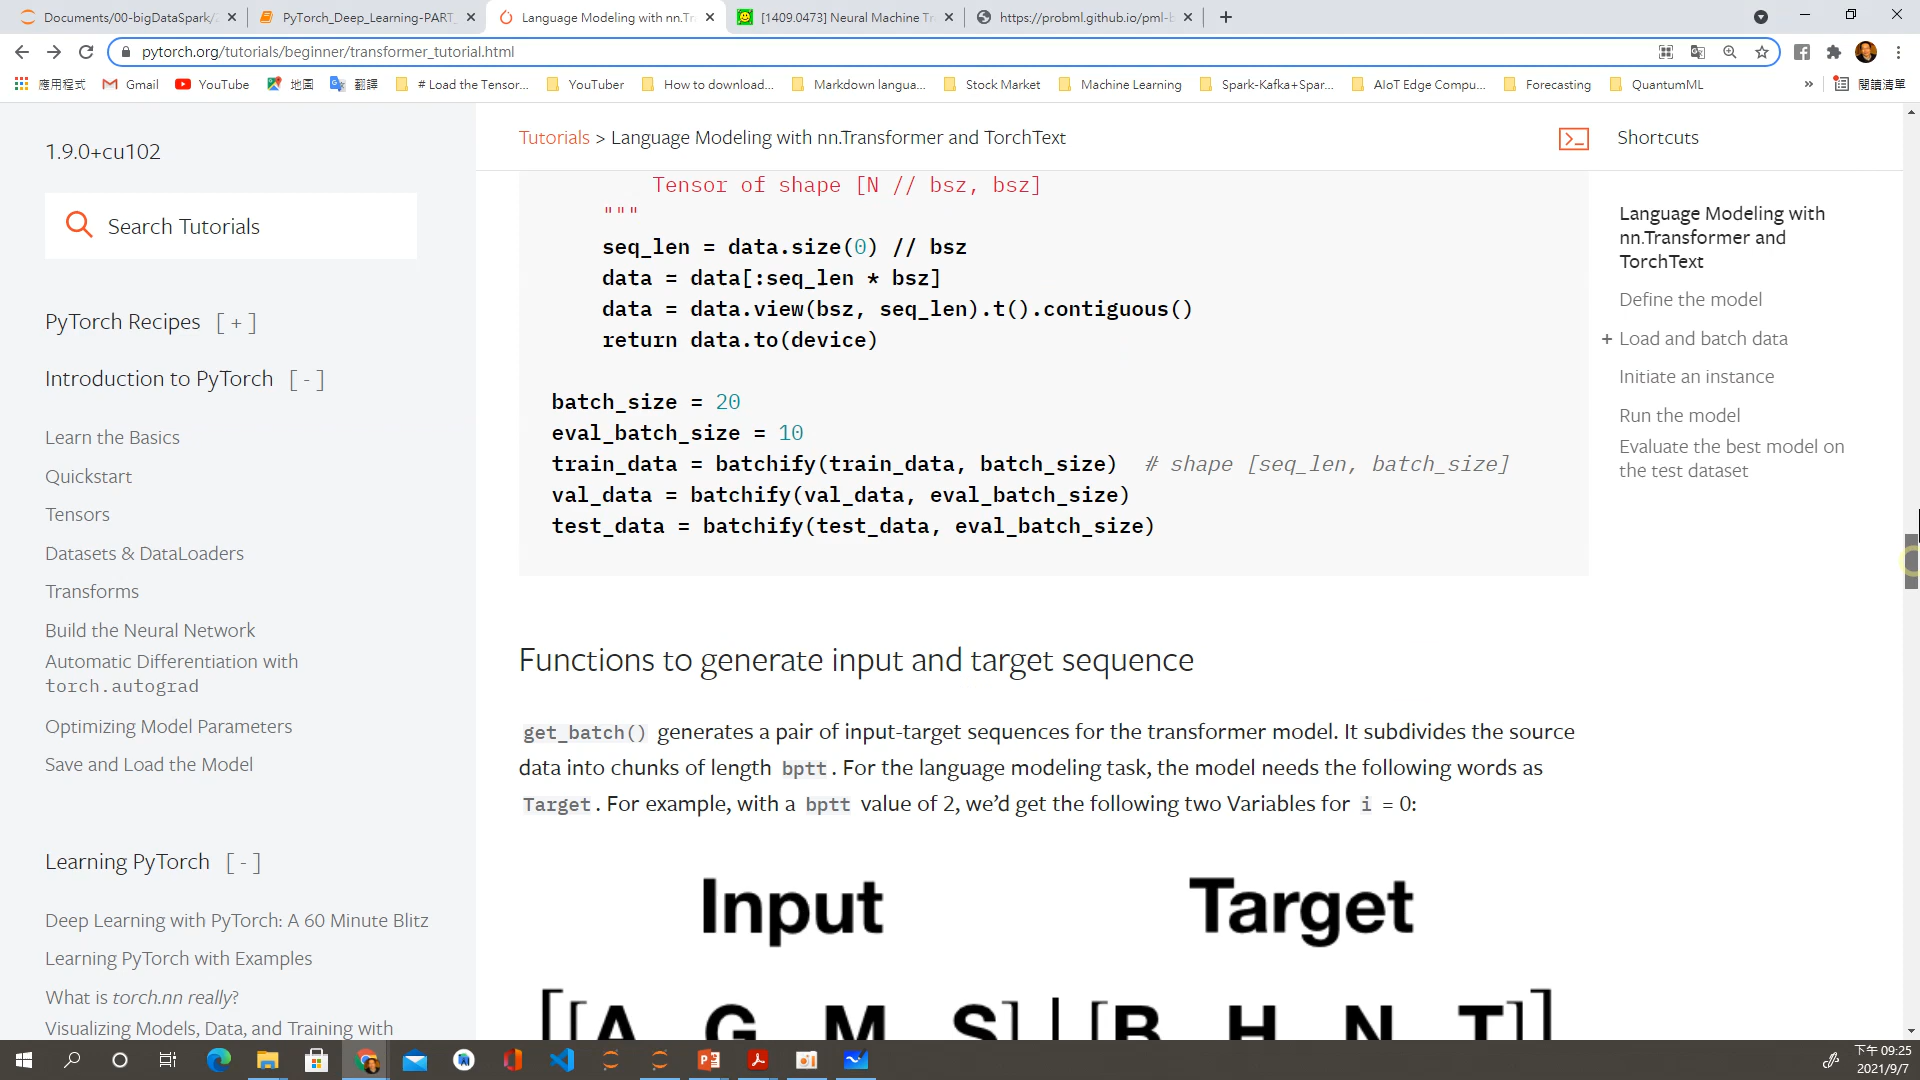 Documents/00-bigDataSpark/
PyTorch_Deep_Learning-PART_
Language Modeling with nn.Tr
[1409.0473] Neural Machine Tr
https://probml.github.io/pml-b
pytorch.org/tutorials/beginner/transformer_tutorial.html
應用程式
Gmail
YouTube
地圖
翻譯
# Load the Tensor...
YouTuber
How to download...
Markdown langua...
Stock Market
Machine Learning
Spark-Kafka+Spar...
AIoT Edge Compu...
Forecasting
QuantumML
»
閱讀清單
1.9.0+cu102
Search Tutorials
PyTorch Recipes [ + ]
Introduction to PyTorch [ - ]
Learn the Basics
Quickstart
Tensors
Datasets & DataLoaders
Transforms
Build the Neural Network
Automatic Differentiation with
torch.autograd
Optimizing Model Parameters
Save and Load the Model
Learning PyTorch [ - ]
Deep Learning with PyTorch: A 60 Minute Blitz
Learning PyTorch with Examples
What is torch.nn really?
Visualizing Models, Data, and Training with
Tutorials > Language Modeling with nn.Transformer and TorchText
Shortcuts
Tensor of shape [N // bsz, bsz]
"""
seq_len = data.size(0) // bsz
data = data[:seq_len * bsz]
data = data.view(bsz, seq_len).t().contiguous()
return data.to(device)
batch_size = 20
eval_batch_size = 10
train_data = batchify(train_data, batch_size)  # shape [seq_len, batch_size]
val_data = batchify(val_data, eval_batch_size)
test_data = batchify(test_data, eval_batch_size)
Functions to generate input and target sequence
get_batch() generates a pair of input-target sequences for the transformer model. It subdivides the source
data into chunks of length bptt. For the language modeling task, the model needs the following words as
Target. For example, with a bptt value of 2, we’d get the following two Variables for i = 0:
Input Target
[[A G M S] | [B H N T]]
Language Modeling with
nn.Transformer and
TorchText
Define the model
+ Load and batch data
Initiate an instance
Run the model
Evaluate the best model on
the test dataset
下午 09:25
2021/9/7